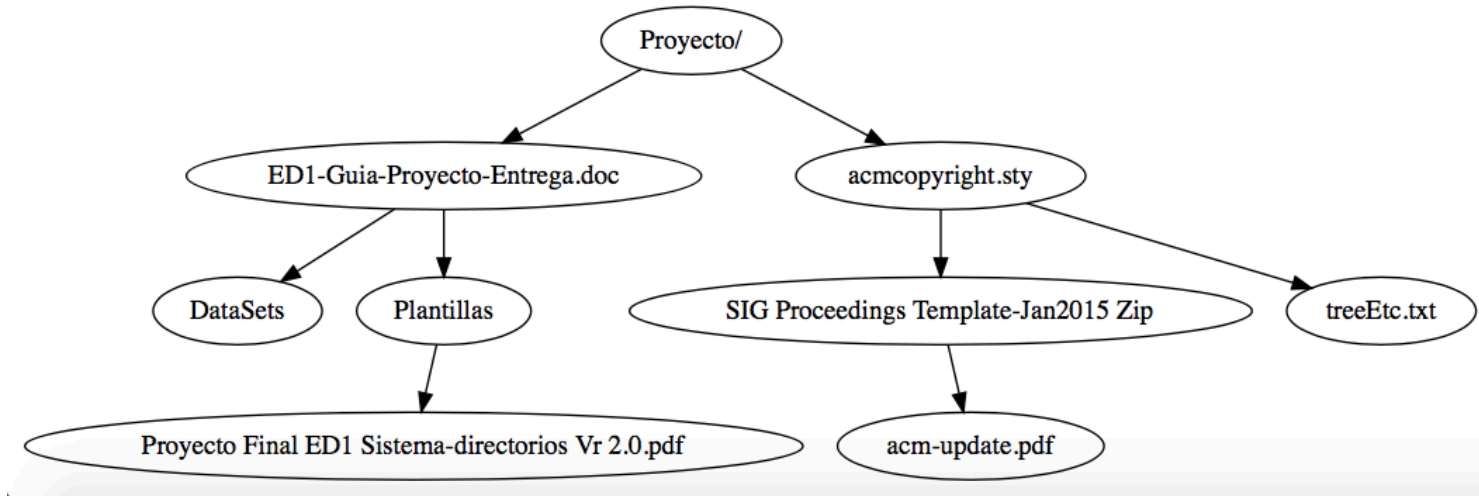 Proyecto/
ED1-Guia-Proyecto-Entrega.doc
acmcopyright.sty
DataSets
Plantillas
SIG Proceedings Template-Jan2015 Zip
treeEtc.txt
Proyecto Final ED1 Sistema-directorios Vr 2.0.pdf
acm-update.pdf